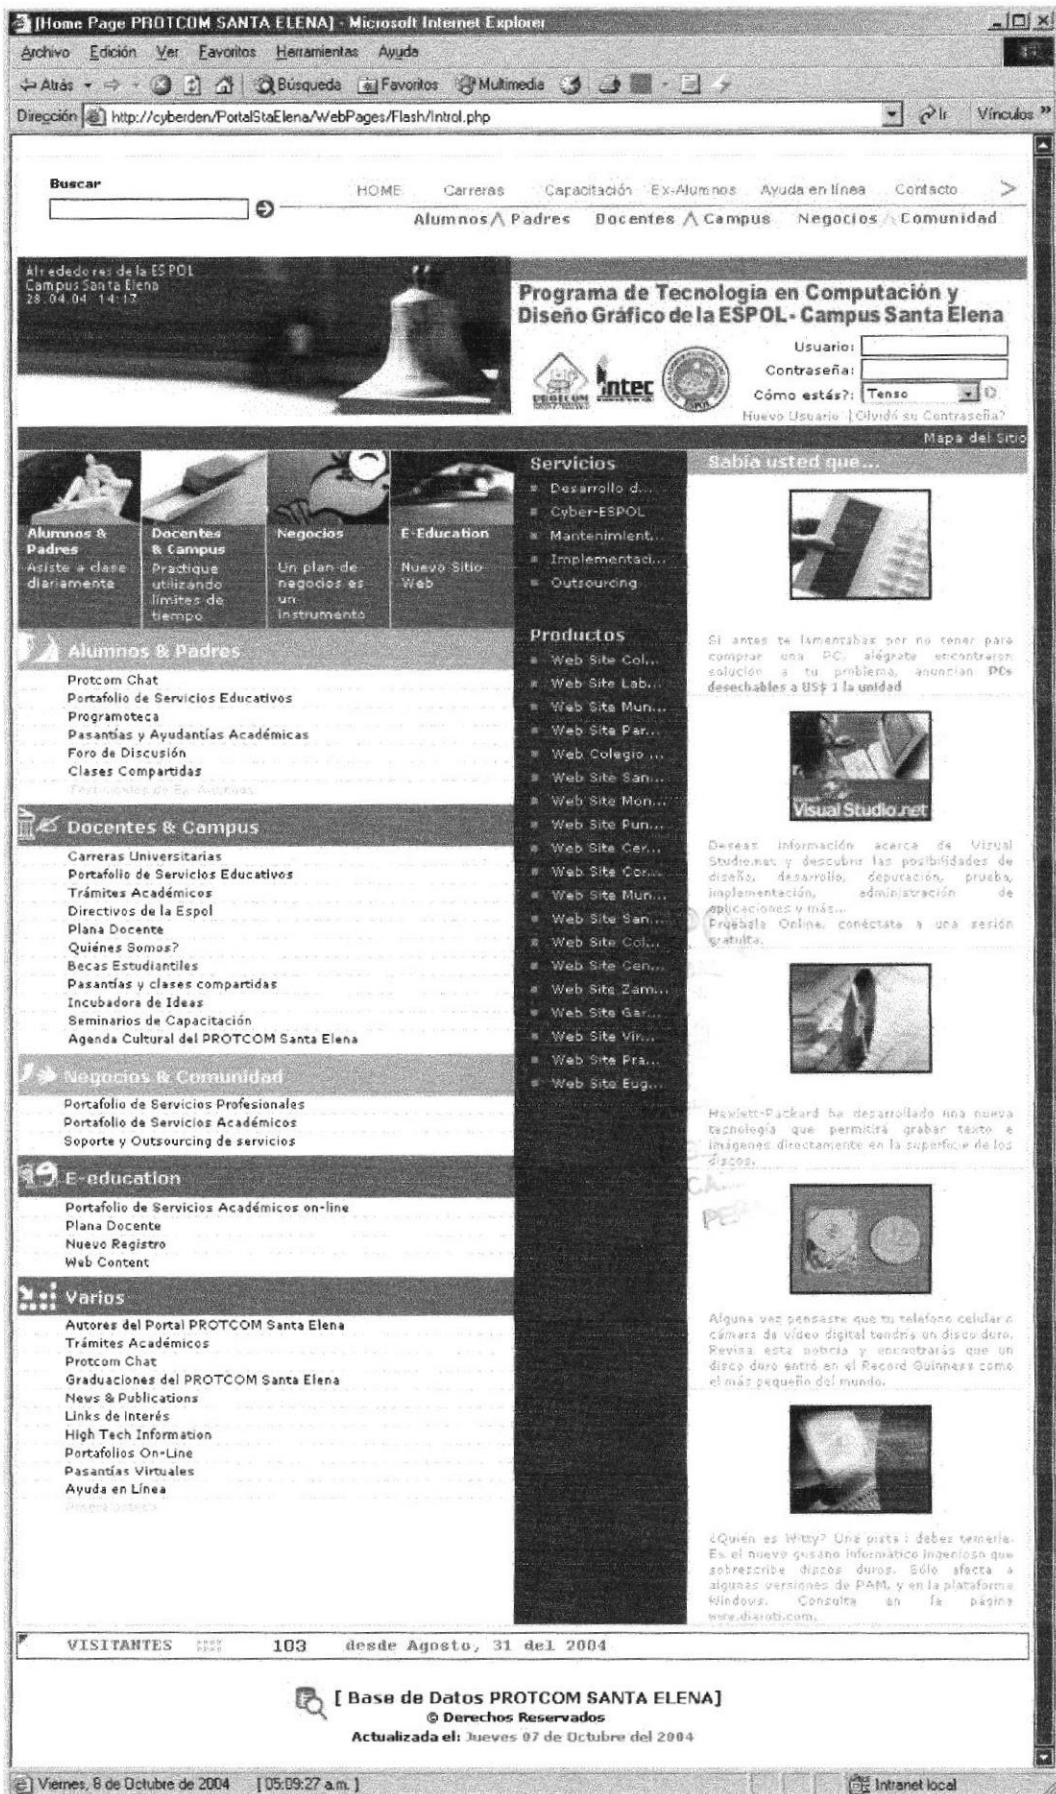 [Home Page PROTCOM SANTA ELENA] - Microsoft Internet Explorer
Archivo Edición Ver Favoritos Herramientas Ayuda
Atrás Búsqueda Favoritos Multimedia
Dirección http://cyberden/PortalStaElena/WebPages/Flash/Introl.php Ir Vínculos »
Buscar
HOME Carreras Capacitación Ex-Alumnos Ayuda en línea Contacto >
Alumnos Padres Docentes Campus Negocios Comunidad
Alrededores de la ESPOL
Campus Santa Elena
28.04.04 14:17
Programa de Tecnología en Computación y
Diseño Gráfico de la ESPOL - Campus Santa Elena
Usuario:
Contraseña:
Cómo estás?: Tenso
PROTCOM intec ESPOL
Nuevo Usuario | Olvidó su Contraseña?
Mapa del Sitio
Alumnos &
Padres
Asiste a clase
diariamente
Docentes
& Campus
Practique
utilizando
límites de
tiempo
Negocios
Un plan de
negocios es
un
instrumento
E-Education
Nuevo Sitio
Web
Alumnos & Padres
Protcom Chat
Portafolio de Servicios Educativos
Programoteca
Pasantías y Ayudantías Académicas
Foro de Discusión
Clases Compartidas
Docentes & Campus
Carreras Universitarias
Portafolio de Servicios Educativos
Trámites Académicos
Directivos de la Espol
Plana Docente
Quiénes Somos?
Becas Estudiantiles
Pasantías y clases compartidas
Incubadora de Ideas
Seminarios de Capacitación
Agenda Cultural del PROTCOM Santa Elena
Negocios & Comunidad
Portafolio de Servicios Profesionales
Portafolio de Servicios Académicos
Soporte y Outsourcing de servicios
E-education
Portafolio de Servicios Académicos on-line
Plana Docente
Nuevo Registro
Web Content
Varios
Autores del Portal PROTCOM Santa Elena
Trámites Académicos
Protcom Chat
Graduaciones del PROTCOM Santa Elena
News & Publications
Links de Interés
High Tech Information
Portafolios On-Line
Pasantías Virtuales
Ayuda en Línea
Servicios
Desarrollo d...
Cyber-ESPOL
Mantenimient...
Implementaci...
Outsourcing
Productos
Web Site Col...
Web Site Lab...
Web Site Mun...
Web Site Par...
Web Colegio ...
Web Site San...
Web Site Mon...
Web Site Pun...
Web Site Cer...
Web Site Cor...
Web Site Mun...
Web Site San...
Web Site Col...
Web Site Cen...
Web Site Zam...
Web Site Gar...
Web Site Vir...
Web Site Pra...
Web Site Eug...
Sabía usted que...
Si antes te lamentabas por no tener para
comprar una PC, alégrate encontraron
solución a tu problema, anuncian PCs
desechables a US$ 1 la unidad
Visual Studio.net
Deseas información acerca de Visual
Studio.net y descubrir las posibilidades de
diseño, desarrollo, depuración, prueba,
implementación, administración de
aplicaciones y más...
Pruébela Online, conéctate a una sesión
gratuita.
Hewlett-Packard ha desarrollado una nueva
tecnología que permitirá grabar texto e
imágenes directamente en la superficie de los
discos.
Alguna vez pensaste que tu teléfono celular o
cámara de vídeo digital tendría un disco duro.
Revisa esta noticia y encontrarás que un
disco duro entró en el Record Guinness como
el más pequeño del mundo.
¿Quién es Witty? Una pista : debes temerle.
Es el nuevo gusano informático ingenioso que
sobrescribe discos duros. Sólo afecta a
algunas versiones de PAM, y en la plataforma
Windows. Consulta en la página
www.diaroti.com.
VISITANTES 103 desde Agosto, 31 del 2004
[ Base de Datos PROTCOM SANTA ELENA]
© Derechos Reservados
Actualizada el: Jueves 07 de Octubre del 2004
Viernes, 8 de Octubre de 2004 [ 05:09:27 a.m. ] Intranet local